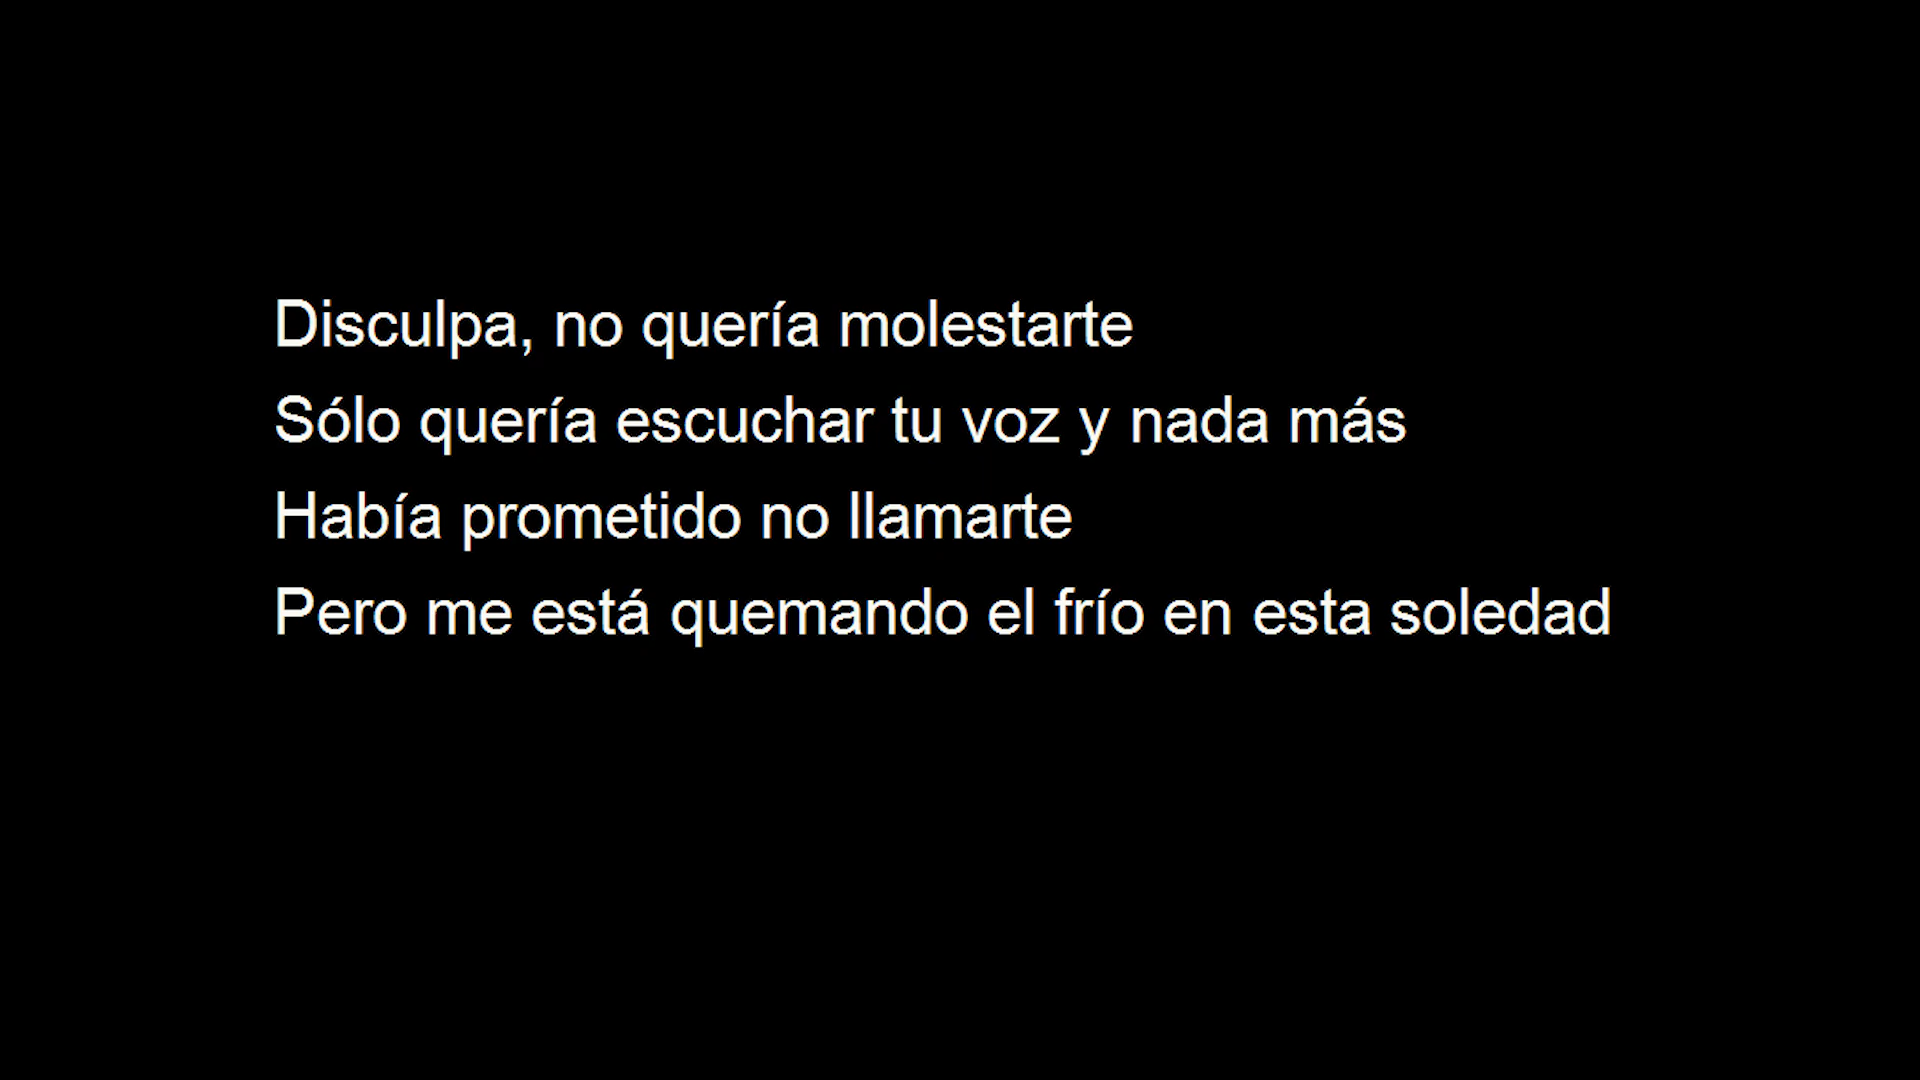 Disculpa, no quería molestarte
Sólo quería escuchar tu voz y nada más
Había prometido no llamarte
Pero me está quemando el frío en esta soledad